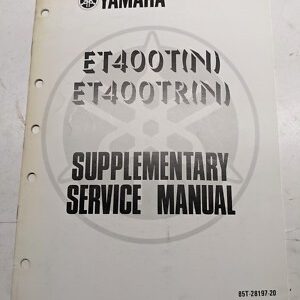 YAMAHA
ET400T(N)
ET400TR(N)
SUPPLEMENTARY
SERVICE MANUAL
85T-28197-20